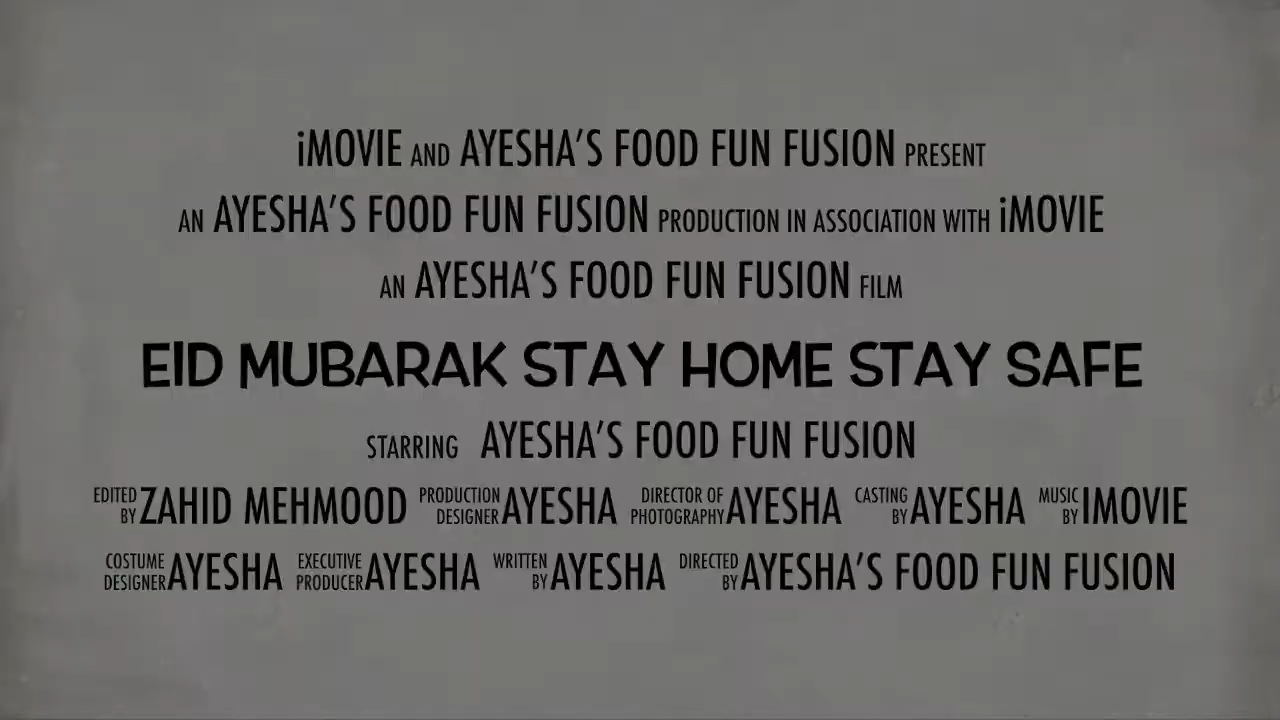 iMOVIE AND AYESHA'S FOOD FUN FUSION PRESENT
AN AYESHA'S FOOD FUN FUSION PRODUCTION IN ASSOCIATION WITH iMOVIE
AN AYESHA'S FOOD FUN FUSION FILM
EID MUBARAK STAY HOME STAY SAFE
STARRING AYESHA'S FOOD FUN FUSION
EDITED BY ZAHID MEHMOOD PRODUCTION DESIGNER AYESHA DIRECTOR OF PHOTOGRAPHY AYESHA CASTING BY AYESHA MUSIC BY IMOVIE
COSTUME DESIGNER AYESHA EXECUTIVE PRODUCER AYESHA WRITTEN BY AYESHA DIRECTED BY AYESHA'S FOOD FUN FUSION